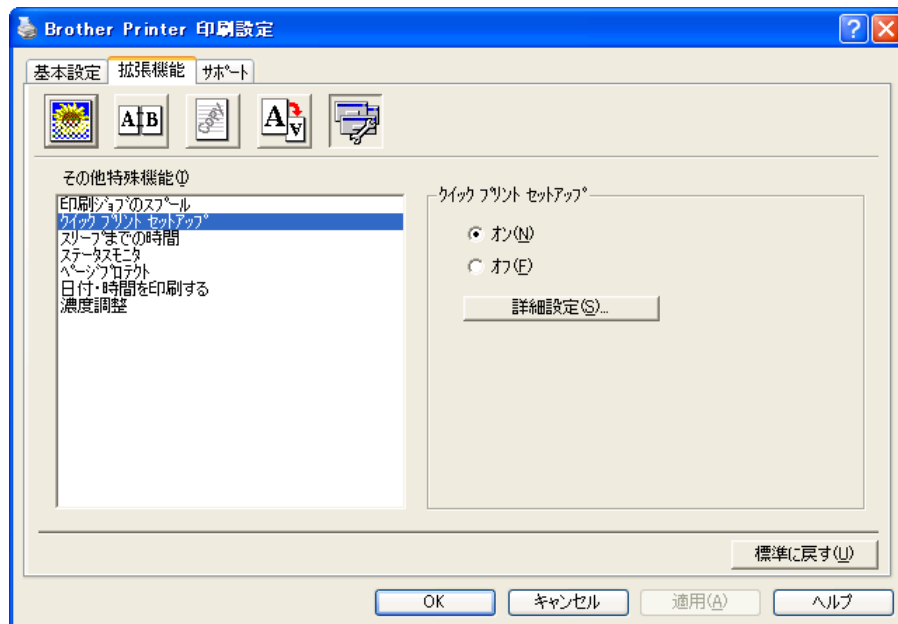 Brother Printer 印刷設定
基本設定 拡張機能 ｻﾎﾟｰﾄ
A B
A A
その他特殊機能(I)
印刷ｼﾞｮﾌﾞのｽﾌﾟｰﾙ
ｸｲｯｸ ﾌﾟﾘﾝﾄ ｾｯﾄｱｯﾌﾟ
ｽﾘｰﾌﾟまでの時間
ｽﾃｰﾀｽﾓﾆﾀ
ﾍﾟｰｼﾞﾌﾟﾛﾃｸﾄ
日付･時間を印刷する
濃度調整
ｸｲｯｸ ﾌﾟﾘﾝﾄ ｾｯﾄｱｯﾌﾟ
ｵﾝ(N)
ｵﾌ(F)
詳細設定(S)...
標準に戻す(U)
OK ｷｬﾝｾﾙ 適用(A) ﾍﾙﾌﾟ